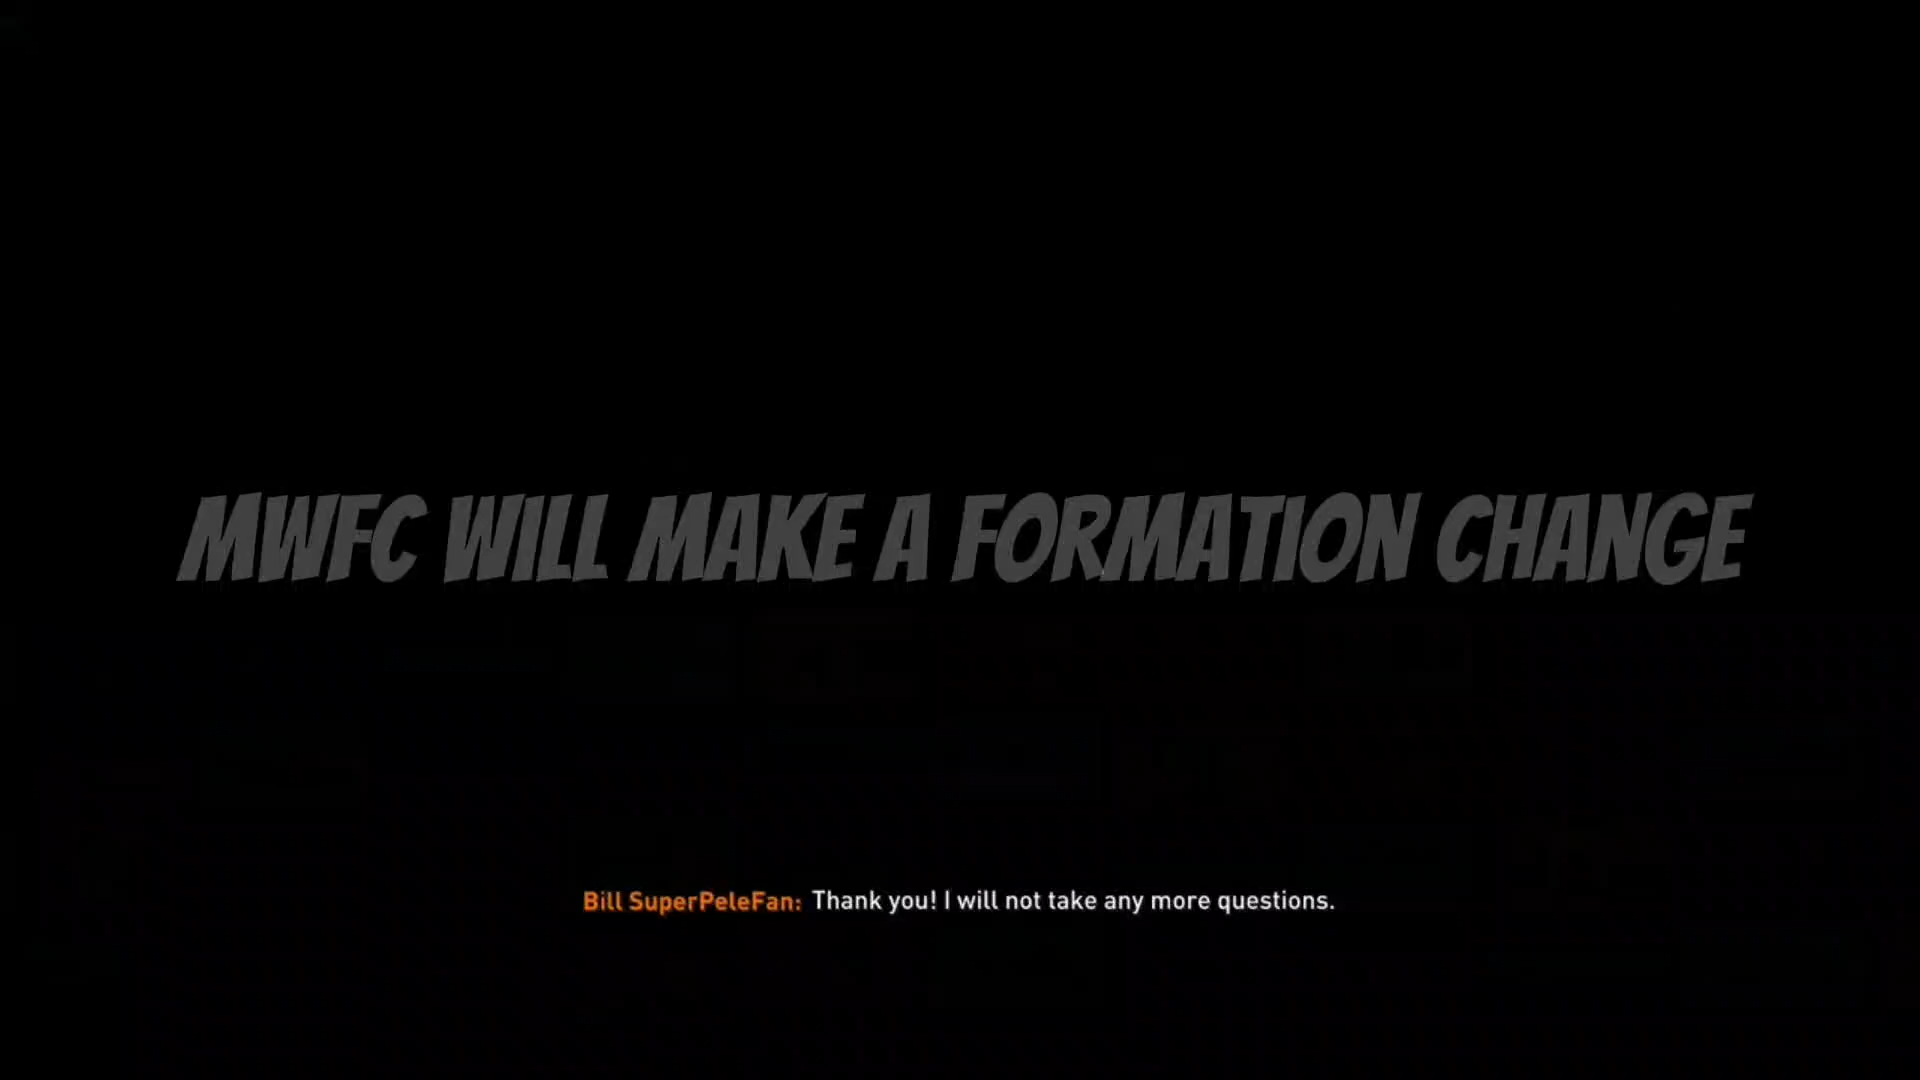 MWFC WILL MAKE A FORMATION CHANGE
Bill SuperPeleFan: Thank you! I will not take any more questions.